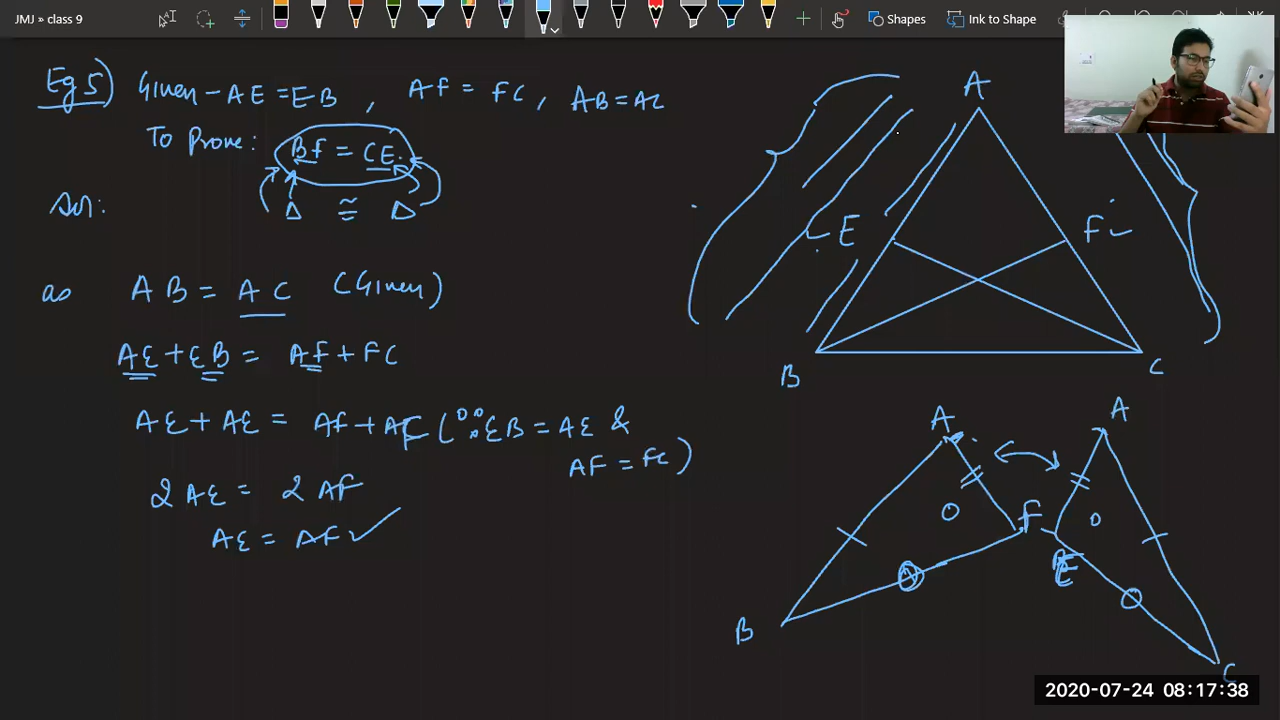 JMJ » class 9
Shapes
Ink to Shape
Eg 5) Given - AE = EB , AF = FC, AB = AC
To Prove: BF = CE.
Δ ≅ Δ
Sol:
as AB = AC (Given)
AE + EB = AF + FC
AE + AE = AF + AF (∵ EB = AE &
AF = FC)
2 AE = 2 AF
AE = AF ✓
A
E
F
B
C
A
F
B
A
E
C
2020-07-24 08:17:38